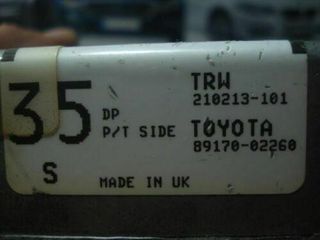 35
DP
P/T SIDE
S
TRW
210213-101
TOYOTA
89170-02260
MADE IN UK